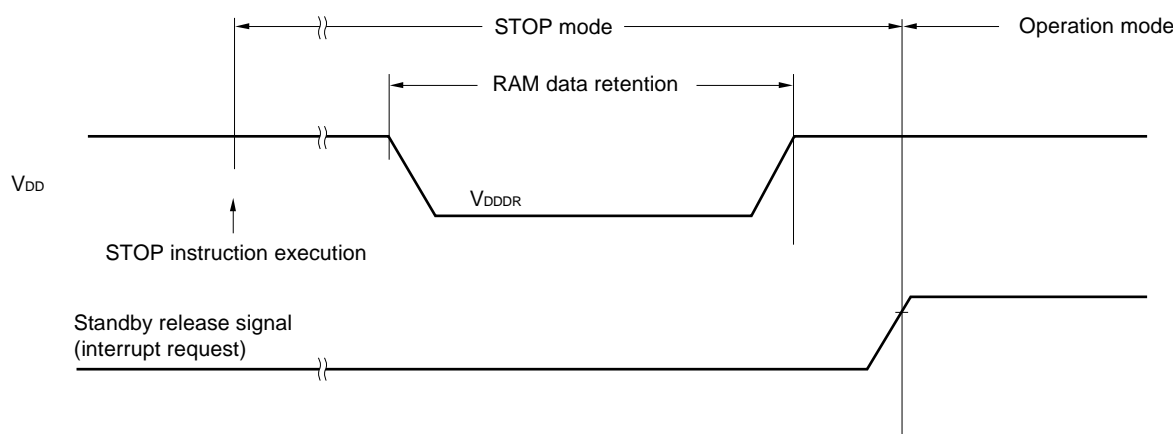 STOP mode
Operation mode
RAM data retention
VDD
VDDDR
STOP instruction execution
Standby release signal
(interrupt request)